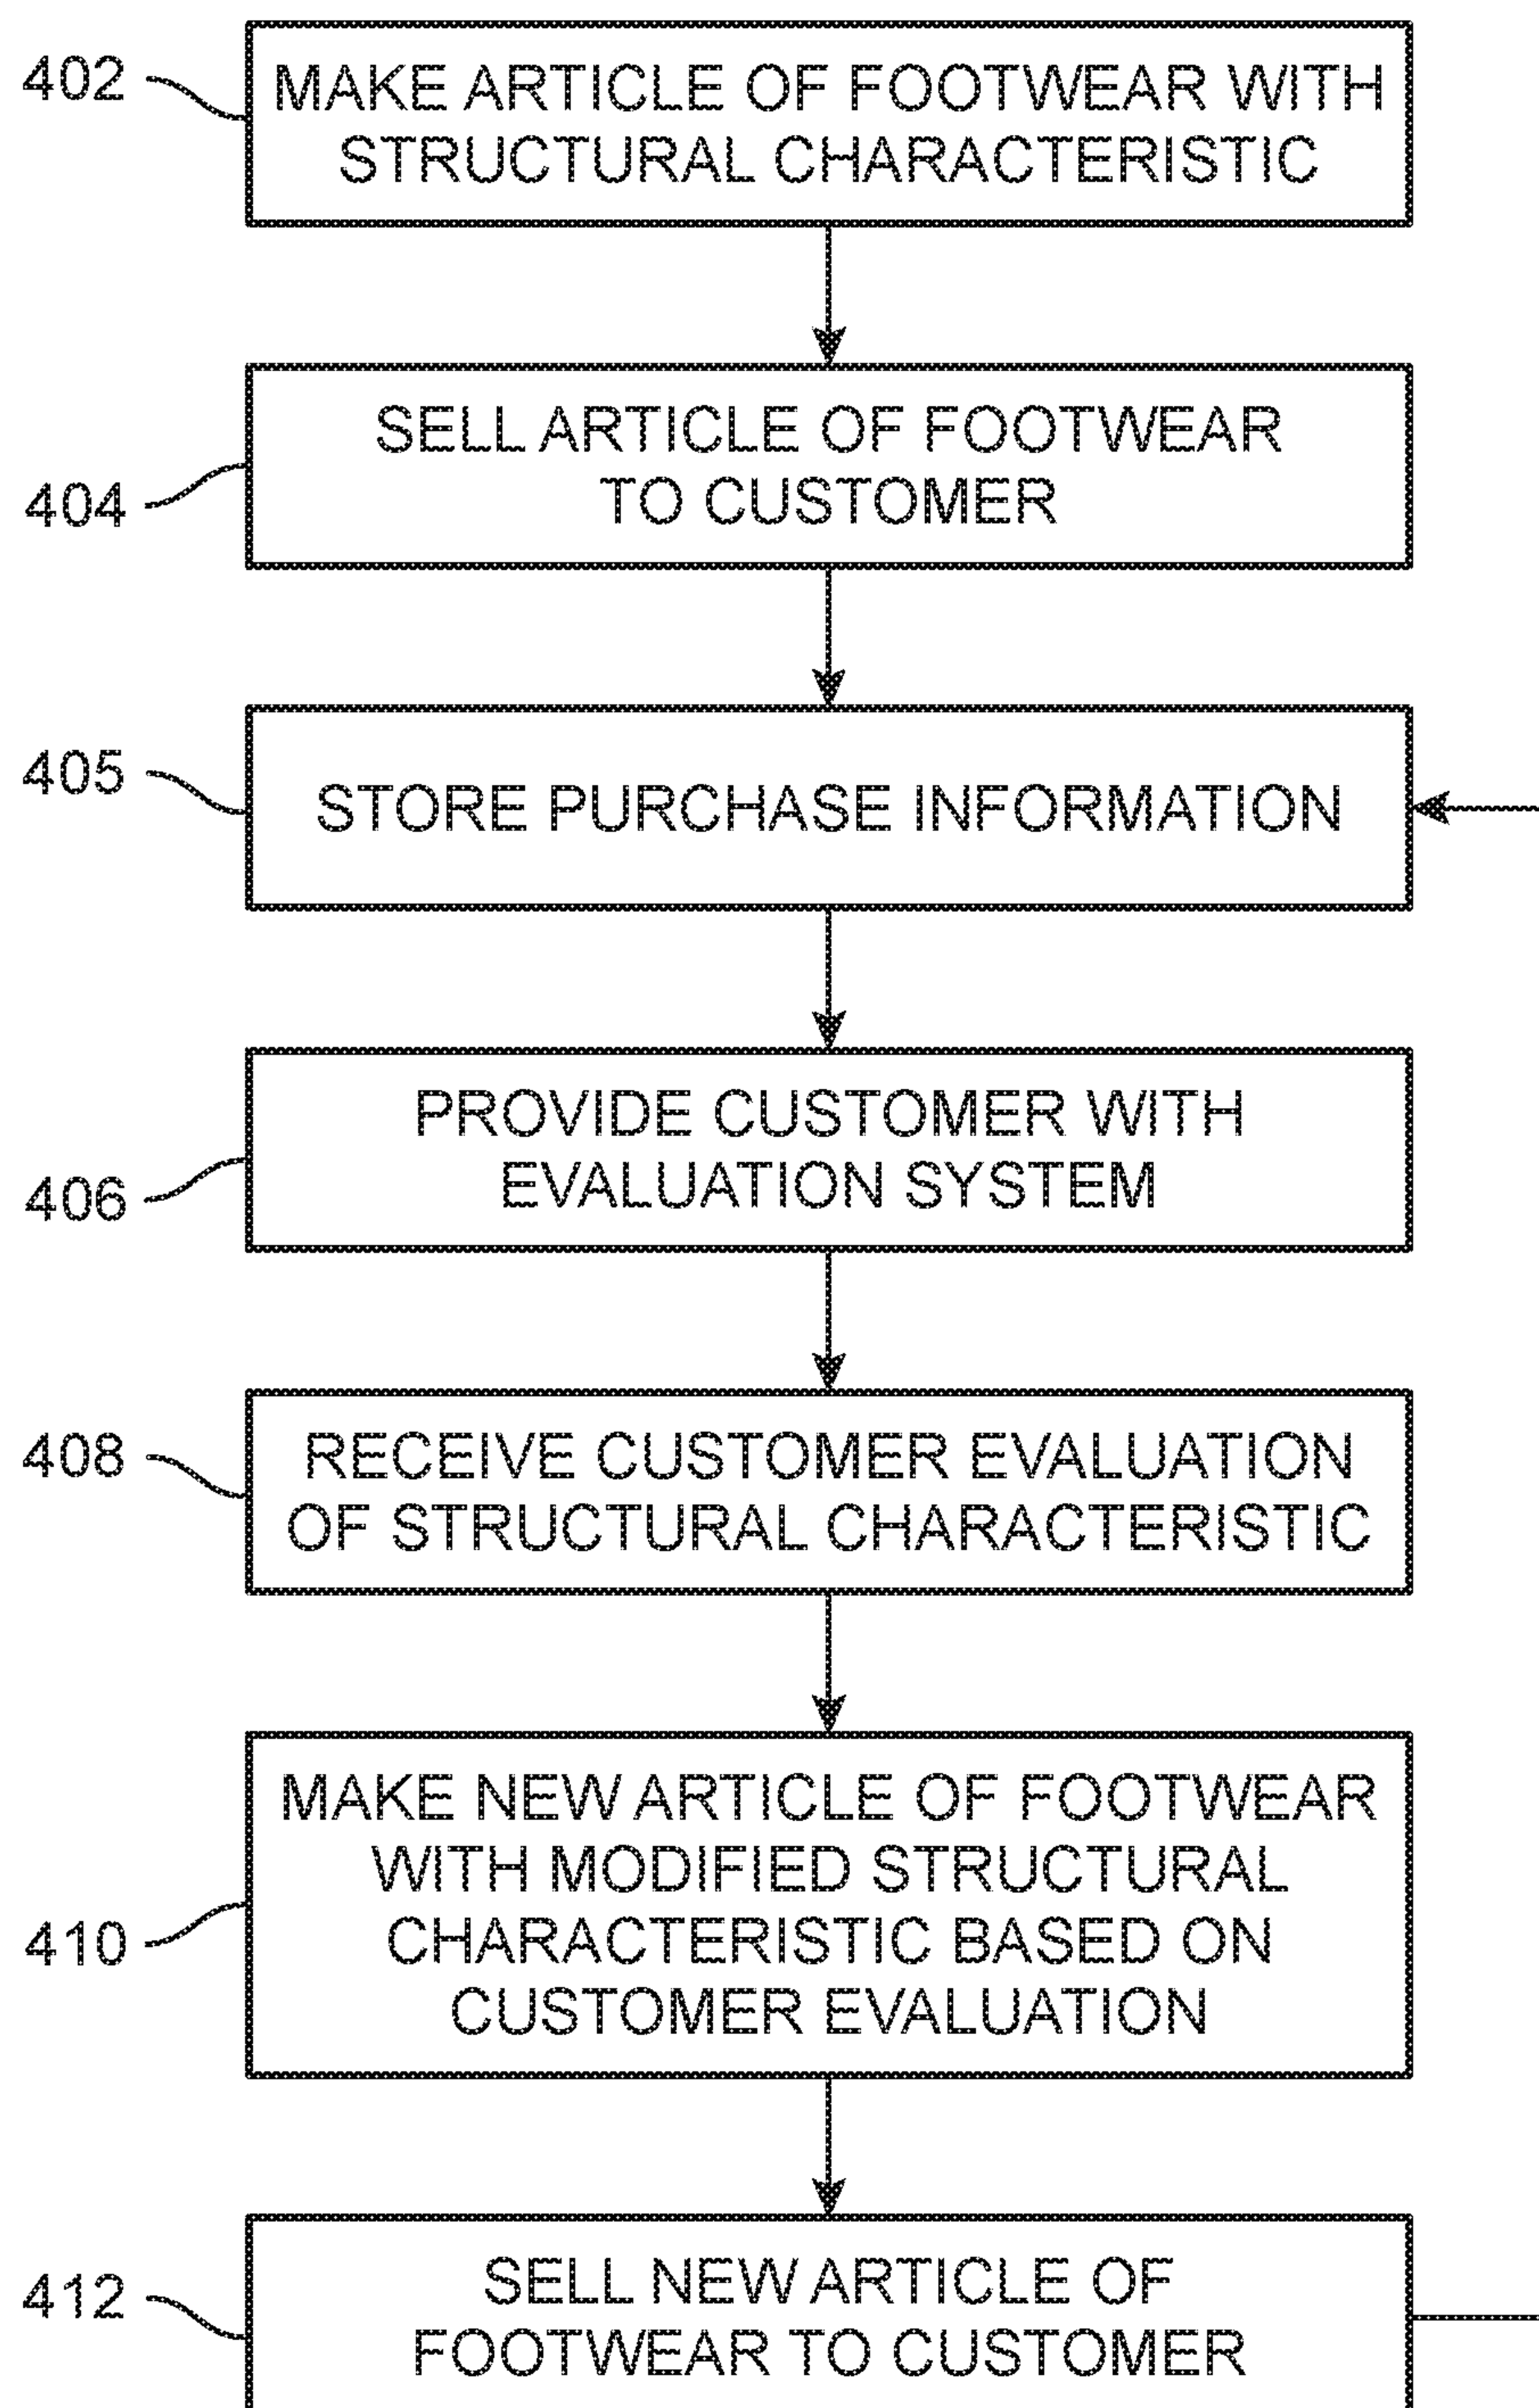 402
MAKE ARTICLE OF FOOTWEAR WITH
STRUCTURAL CHARACTERISTIC
404
SELL ARTICLE OF FOOTWEAR
TO CUSTOMER
405
STORE PURCHASE INFORMATION
406
PROVIDE CUSTOMER WITH
EVALUATION SYSTEM
408
RECEIVE CUSTOMER EVALUATION
OF STRUCTURAL CHARACTERISTIC
410
MAKE NEW ARTICLE OF FOOTWEAR
WITH MODIFIED STRUCTURAL
CHARACTERISTIC BASED ON
CUSTOMER EVALUATION
412
SELL NEW ARTICLE OF
FOOTWEAR TO CUSTOMER